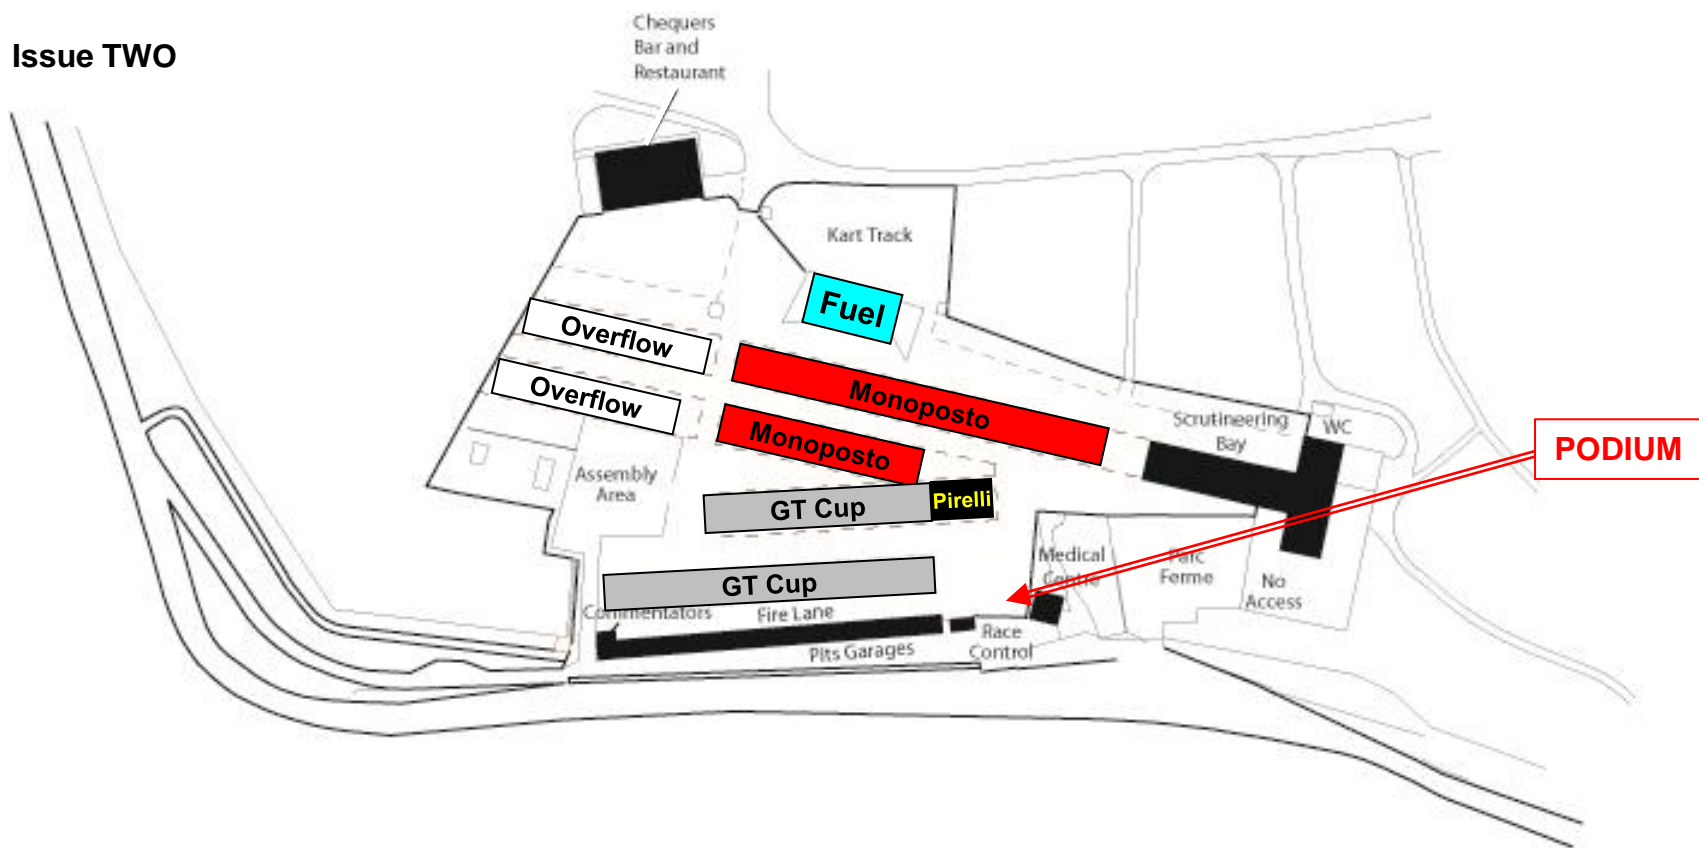 Chequers
Bar and
Restaurant
Issue TWO
Kart Track
Fuel
Overflow
Overflow
Monoposto
Monoposto
Scrutineering
Bay
WC
PODIUM
Assembly
Area
GT Cup
Pirelli
Medical
Centre
Parc
Ferme
No
Access
GT Cup
Commentators
Fire Lane
Pits Garages
Race
Control